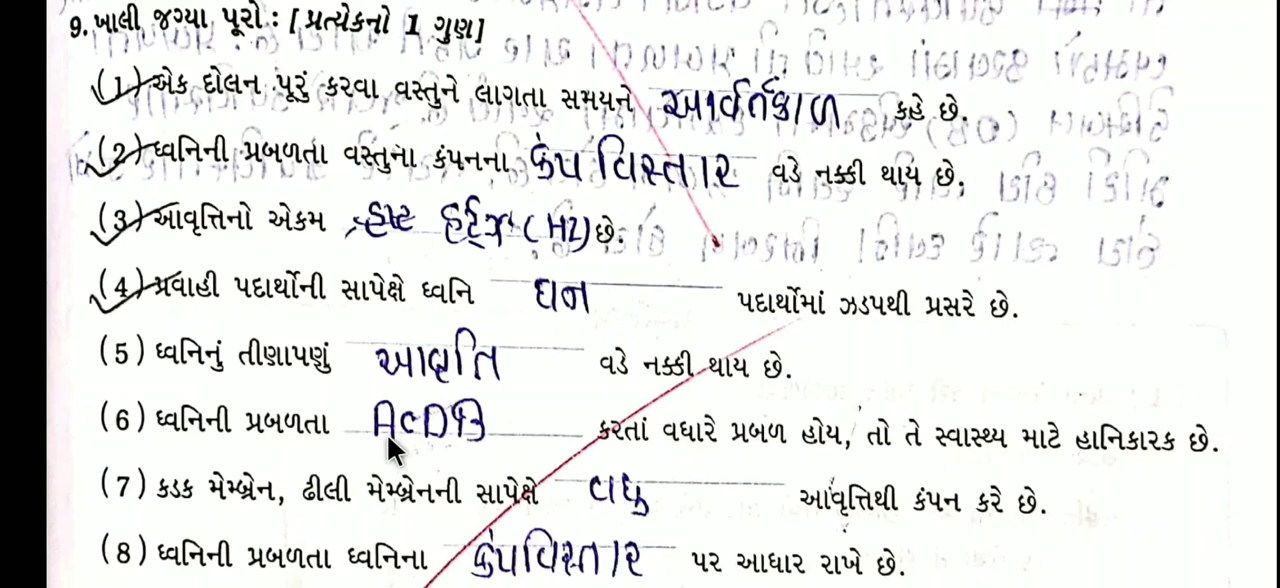 9. ખાલી જગ્યા પૂરો : [ પ્રત્યેકનો 1 ગુણ ]
(1) એક દોલન પૂરું કરવા વસ્તુને લાગતા સમયને આવર્તકાળ કહે છે.
(2) ધ્વનિની પ્રબળતા વસ્તુના કંપનના કંપવિસ્તાર વડે નક્કી થાય છે.
(3) આવૃત્તિનો એકમ હર્ટ્ઝ (Hz) છે.
(4) પ્રવાહી પદાર્થોની સાપેક્ષે ધ્વનિ ઘન પદાર્થોમાં ઝડપથી પ્રસરે છે.
(5) ધ્વનિનું તીણાપણું આવૃતિ વડે નક્કી થાય છે.
(6) ધ્વનિની પ્રબળતા કરતાં વધારે પ્રબળ હોય, તો તે સ્વાસ્થ્ય માટે હાનિકારક છે.
(7) કડક મેમ્બ્રેન, ઢીલી મેમ્બ્રેનની સાપેક્ષે વધુ આવૃત્તિથી કંપન કરે છે.
(8) ધ્વનિની પ્રબળતા ધ્વનિના કંપવિસ્તાર પર આધાર રાખે છે.